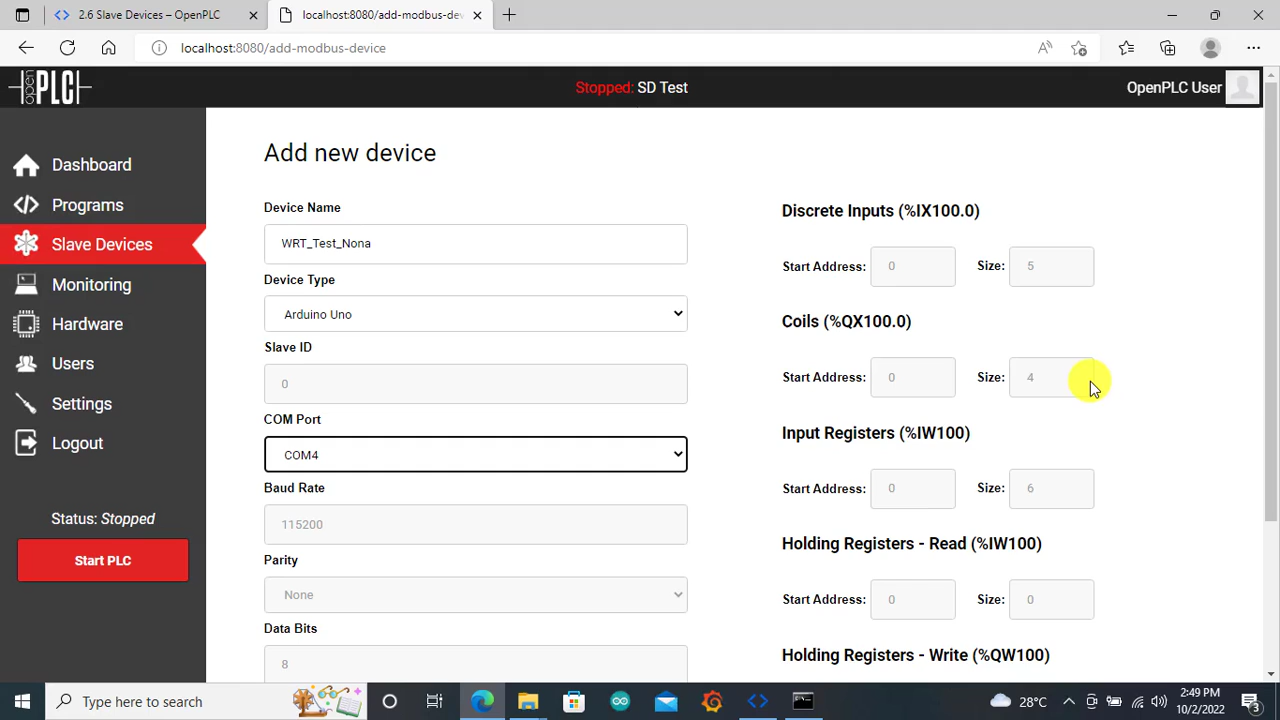 2.6 Slave Devices – OpenPLC
localhost:8080/add-modbus-dev
localhost:8080/add-modbus-device
open PLC
Stopped: SD Test
OpenPLC User
Dashboard
Programs
Slave Devices
Monitoring
Hardware
Users
Settings
Logout
Status: Stopped
Start PLC
Add new device
Device Name
WRT_Test_Nona
Device Type
Arduino Uno
Slave ID
0
COM Port
COM4
Baud Rate
115200
Parity
None
Data Bits
8
Discrete Inputs (%IX100.0)
Start Address: 0 Size: 5
Coils (%QX100.0)
Start Address: 0 Size: 4
Input Registers (%IW100)
Start Address: 0 Size: 6
Holding Registers - Read (%IW100)
Start Address: 0 Size: 0
Holding Registers - Write (%QW100)
Type here to search
28°C
2:49 PM
10/2/2022
3